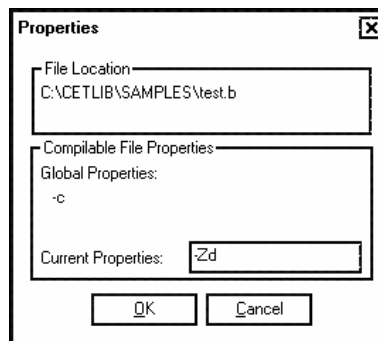 Properties
File Location
C:\CETLIB\SAMPLES\test.b
Compilable File Properties
Global Properties:
-c
Current Properties: -Zd
OK Cancel